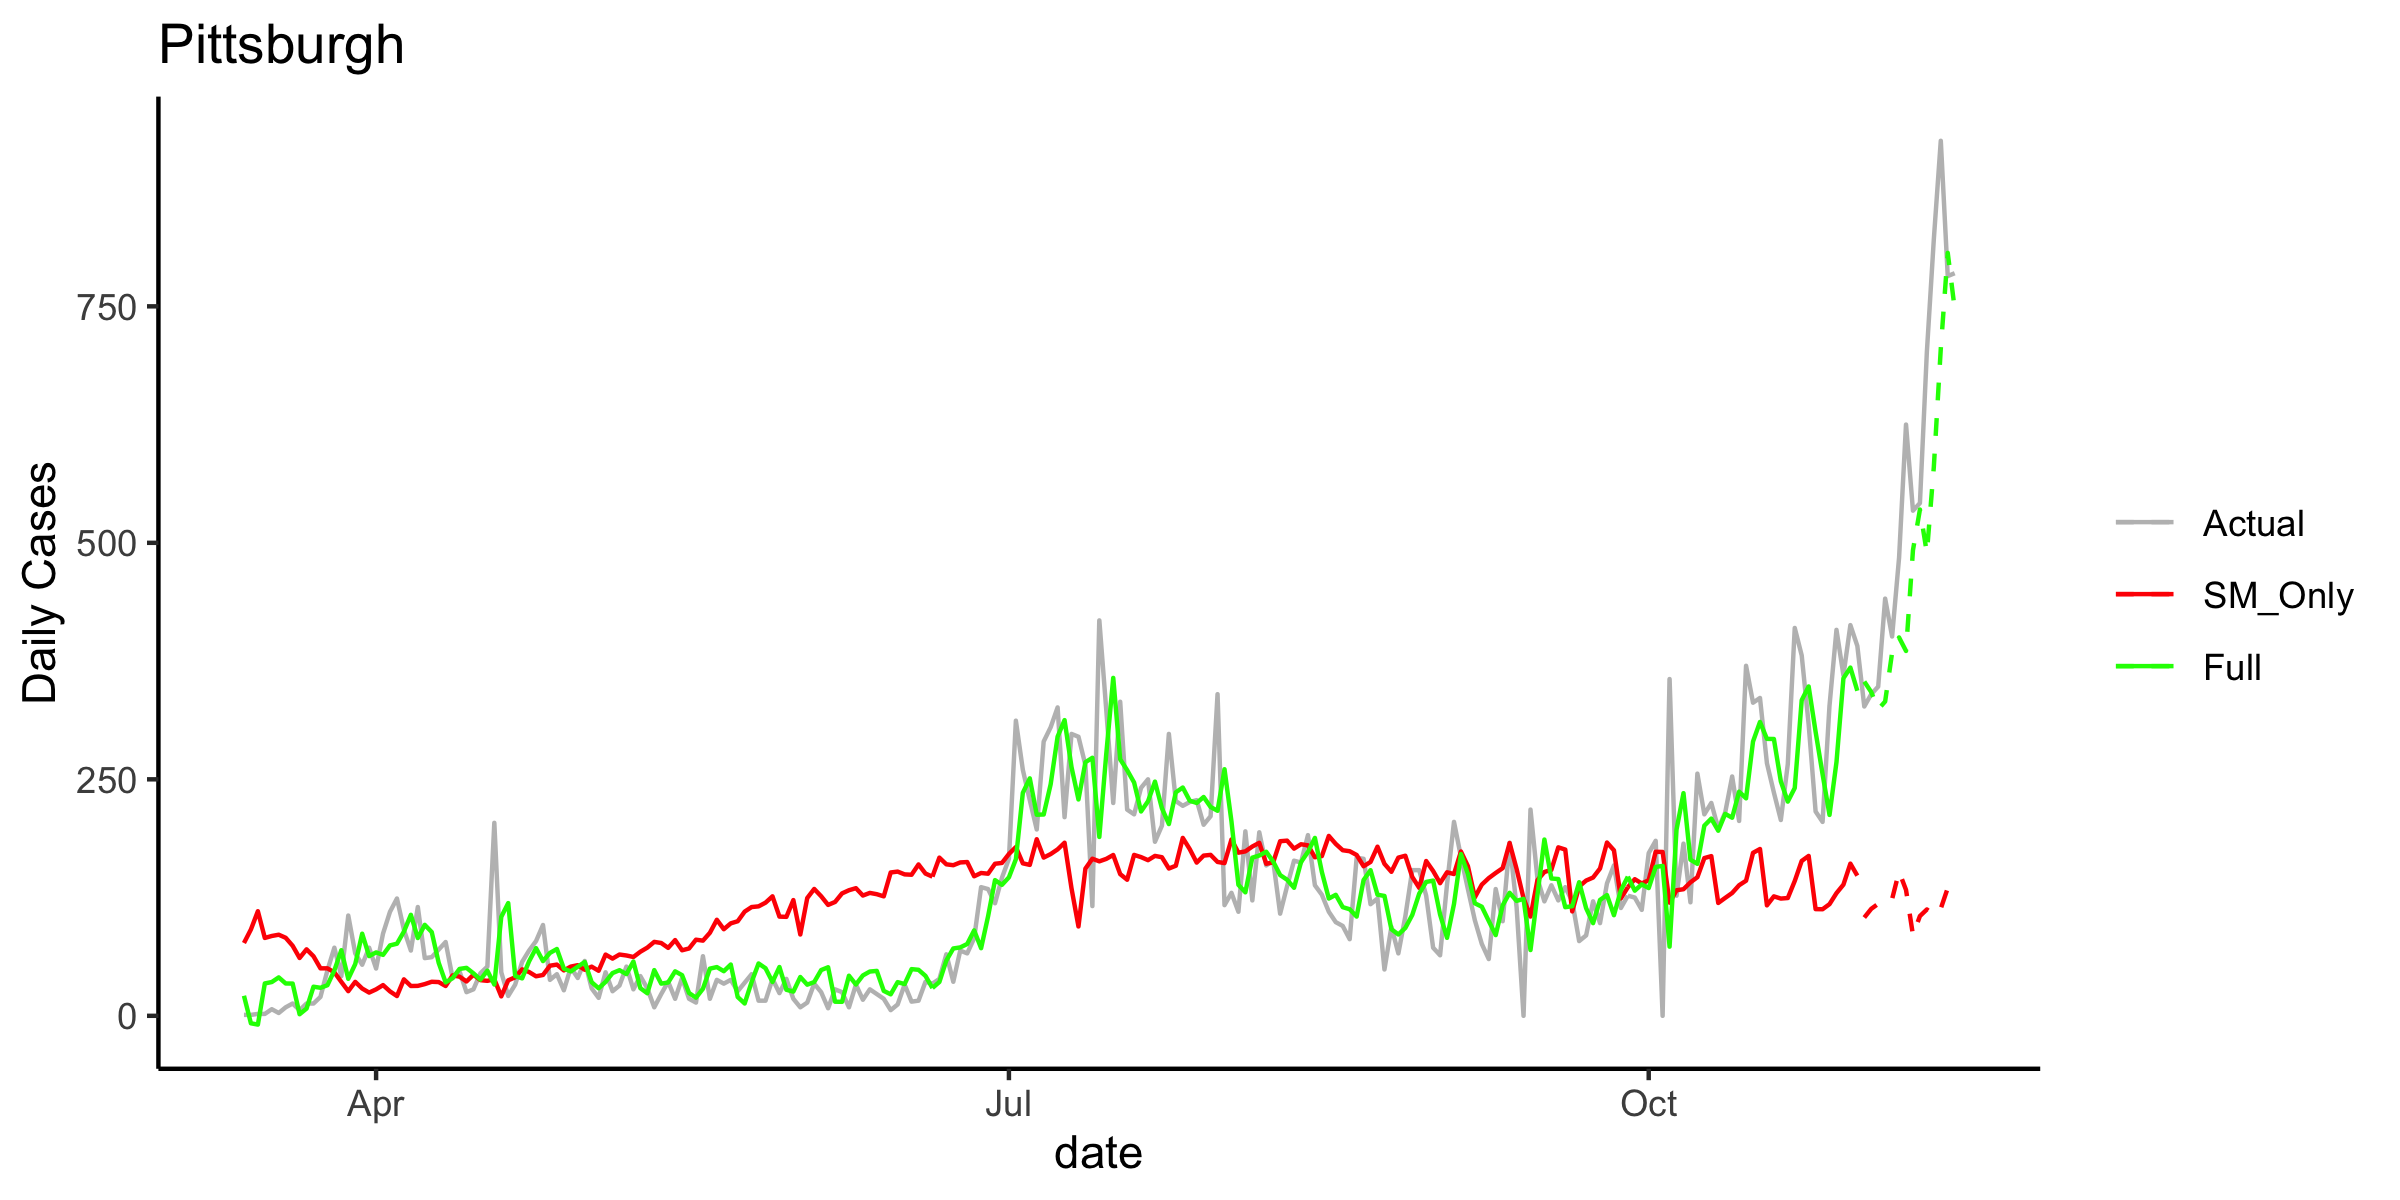 Pittsburgh
Daily Cases
750
500
250
0
Apr
Jul
Oct
date
Actual
SM_Only
Full